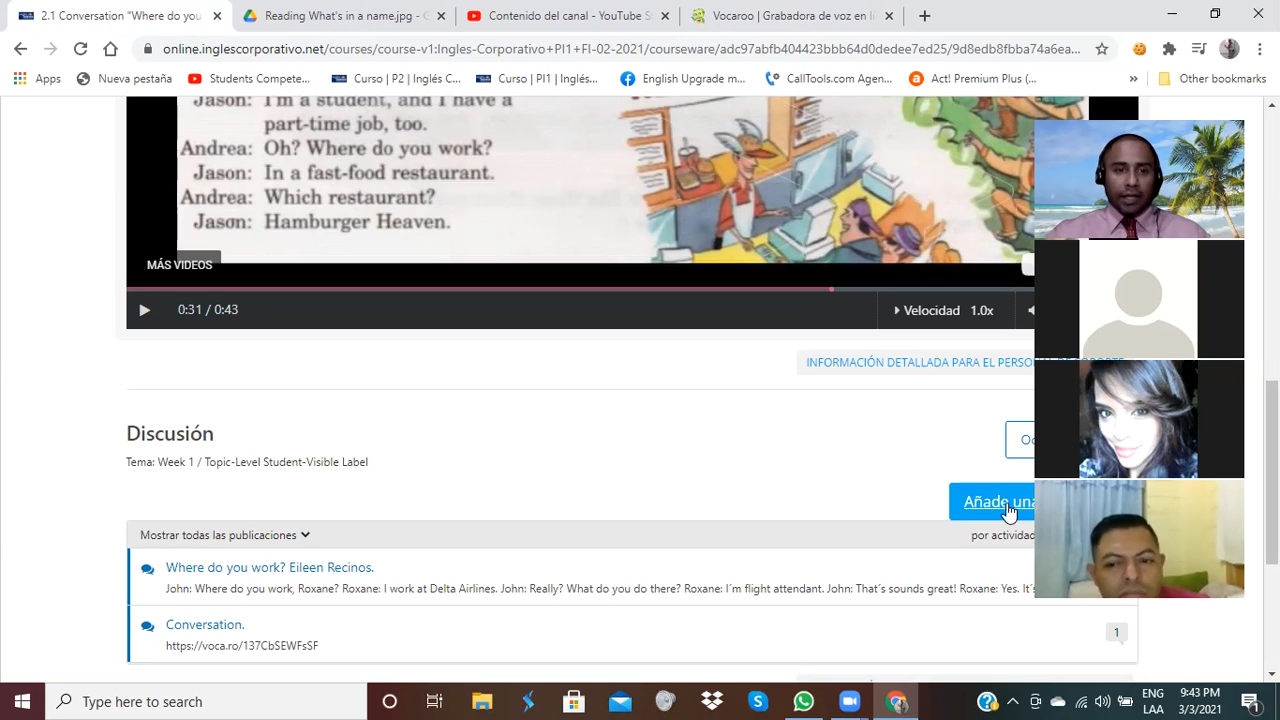 2.1 Conversation "Where do you
Reading What's in a name.jpg - G
Contenido del canal - YouTube S
Vocaroo | Grabadora de voz en lí
online.inglescorporativo.net/courses/course-v1:Ingles-Corporativo+PI1+FI-02-2021/courseware/adc97abfb404423bbb64d0dedee7ed25/9d8edb8fbba74a6ea...
Apps
Nueva pestaña
Students Compete...
Curso | P2 | Inglés C...
Curso | PI1 | Inglés...
English Upgrade m...
CallTools.com Agen...
Act! Premium Plus (...
»
Other bookmarks
Jason: I'm a student, and I have a
part-time job, too.
Andrea: Oh? Where do you work?
Jason: In a fast-food restaurant.
Andrea: Which restaurant?
Jason: Hamburger Heaven.
MÁS VIDEOS
0:31 / 0:43
Velocidad 1.0x
INFORMACIÓN DETALLADA PARA EL PERSON
Discusión
Tema: Week 1 / Topic-Level Student-Visible Label
Añade una
Mostrar todas las publicaciones
por actividad
Where do you work? Eileen Recinos.
John: Where do you work, Roxane? Roxane: I work at Delta Airlines. John: Really? What do you do there? Roxane: I´m flight attendant. John: That´s sounds great! Roxane: Yes. It´s
Conversation.
1
https://voca.ro/137CbSEWFsSF
Type here to search
ENG
LAA
9:43 PM
3/3/2021
1